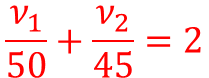 ν₁/50 + ν₂/45 = 2